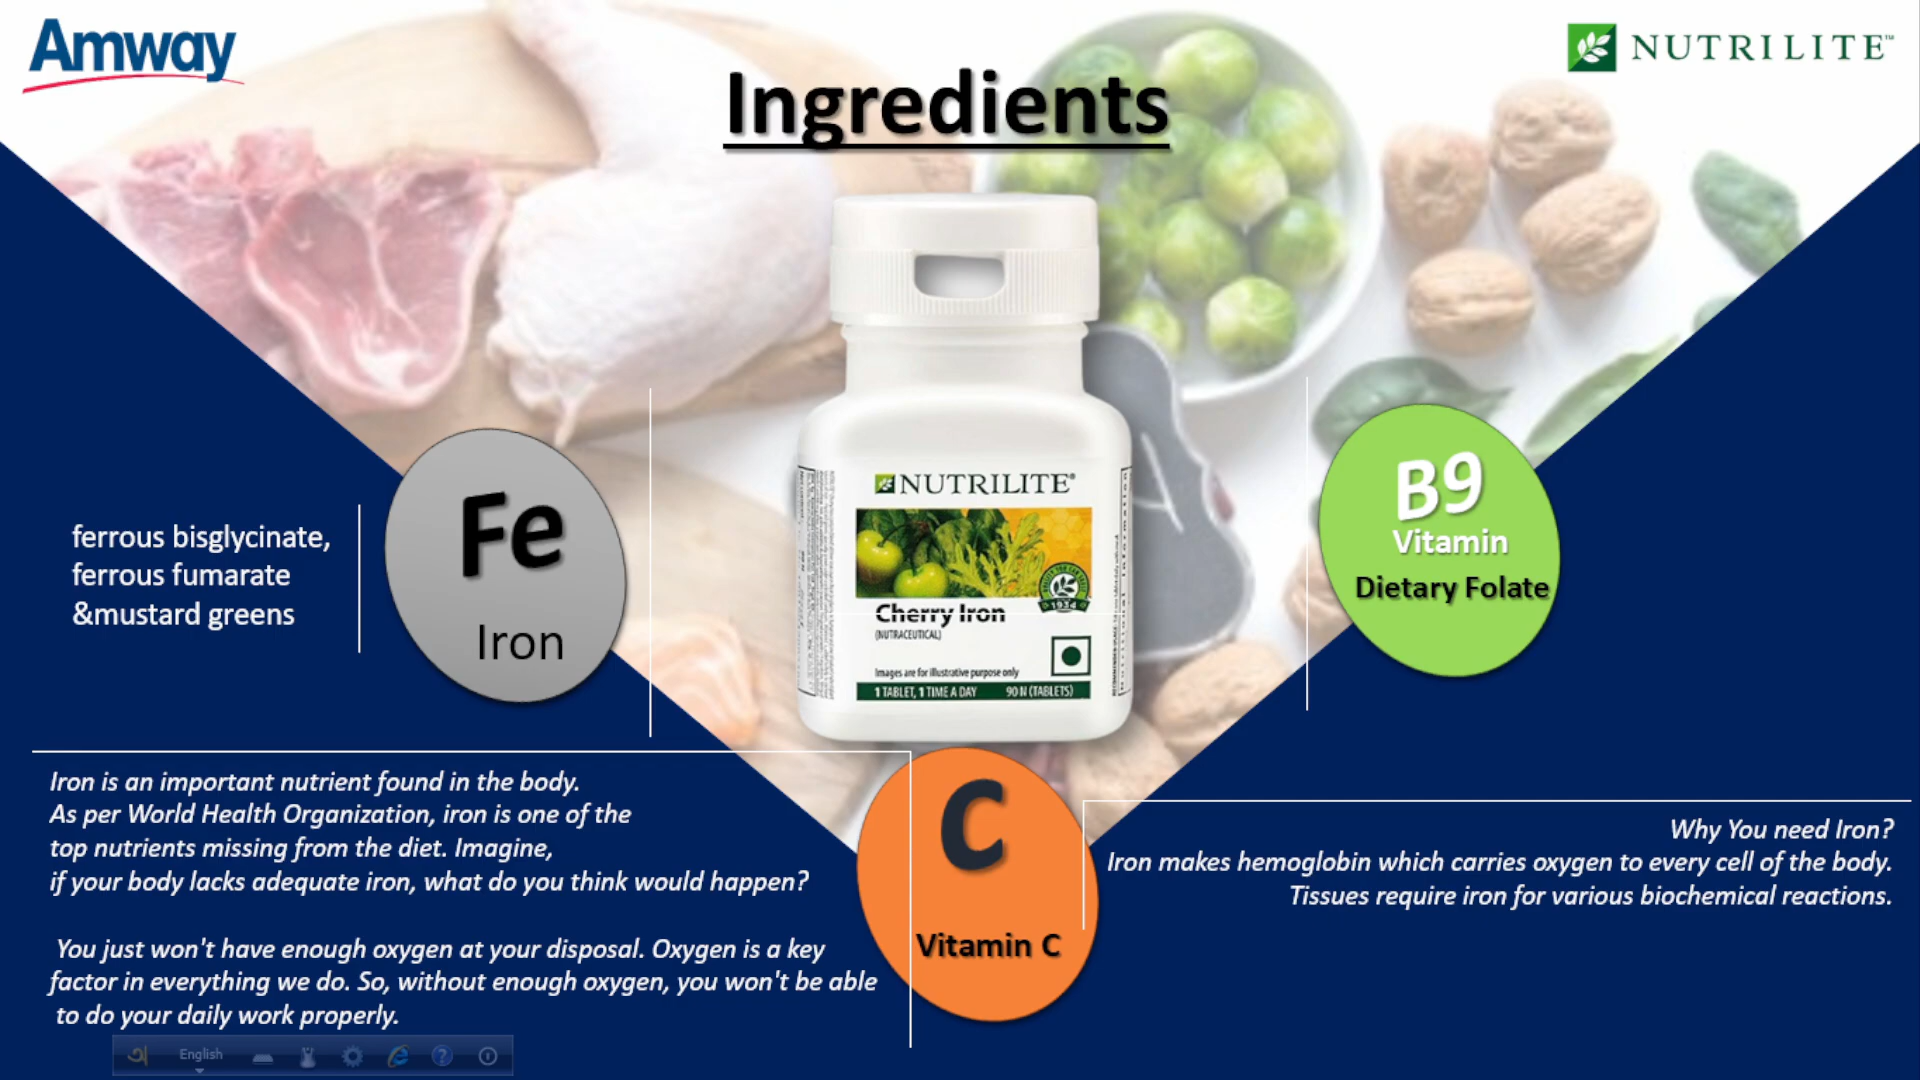 Amway
NUTRILITE™
Ingredients
NUTRILITE®
Cherry Iron
(NUTRACEUTICAL)
Images are for illustrative purpose only
1 TABLET, 1 TIME A DAY 90 N (TABLETS)
1934
Fe
Iron
ferrous bisglycinate,
ferrous fumarate
&mustard greens
B9
Vitamin
Dietary Folate
C
Vitamin C
Iron is an important nutrient found in the body.
As per World Health Organization, iron is one of the
top nutrients missing from the diet. Imagine,
if your body lacks adequate iron, what do you think would happen?
You just won't have enough oxygen at your disposal. Oxygen is a key
factor in everything we do. So, without enough oxygen, you won't be able
to do your daily work properly.
Why You need Iron?
Iron makes hemoglobin which carries oxygen to every cell of the body.
Tissues require iron for various biochemical reactions.
English